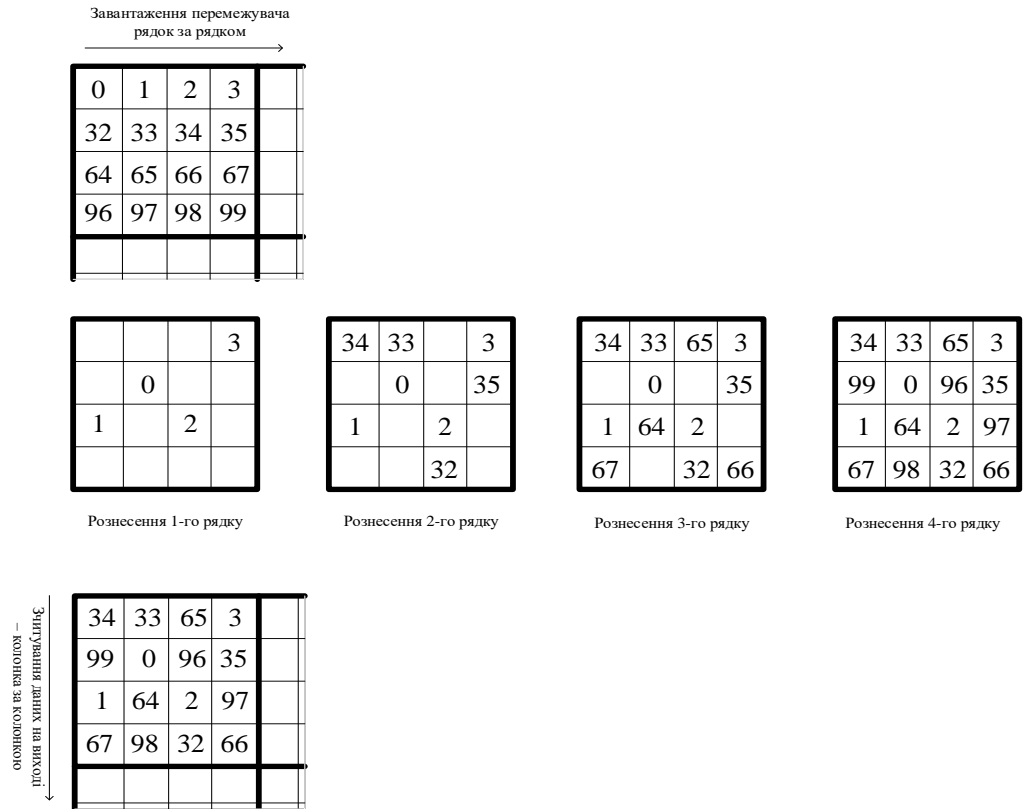 Завантаження перемежувача
рядок за рядком
0 1 2 3
32 33 34 35
64 65 66 67
96 97 98 99
3
0
1 2
34 33 3
0 35
1 2
32
34 33 65 3
0 35
1 64 2
67 32 66
34 33 65 3
99 0 96 35
1 64 2 97
67 98 32 66
Рознесення 1-го рядку
Рознесення 2-го рядку
Рознесення 3-го рядку
Рознесення 4-го рядку
Зчитування даних на виході
– колонка за колонкою
34 33 65 3
99 0 96 35
1 64 2 97
67 98 32 66